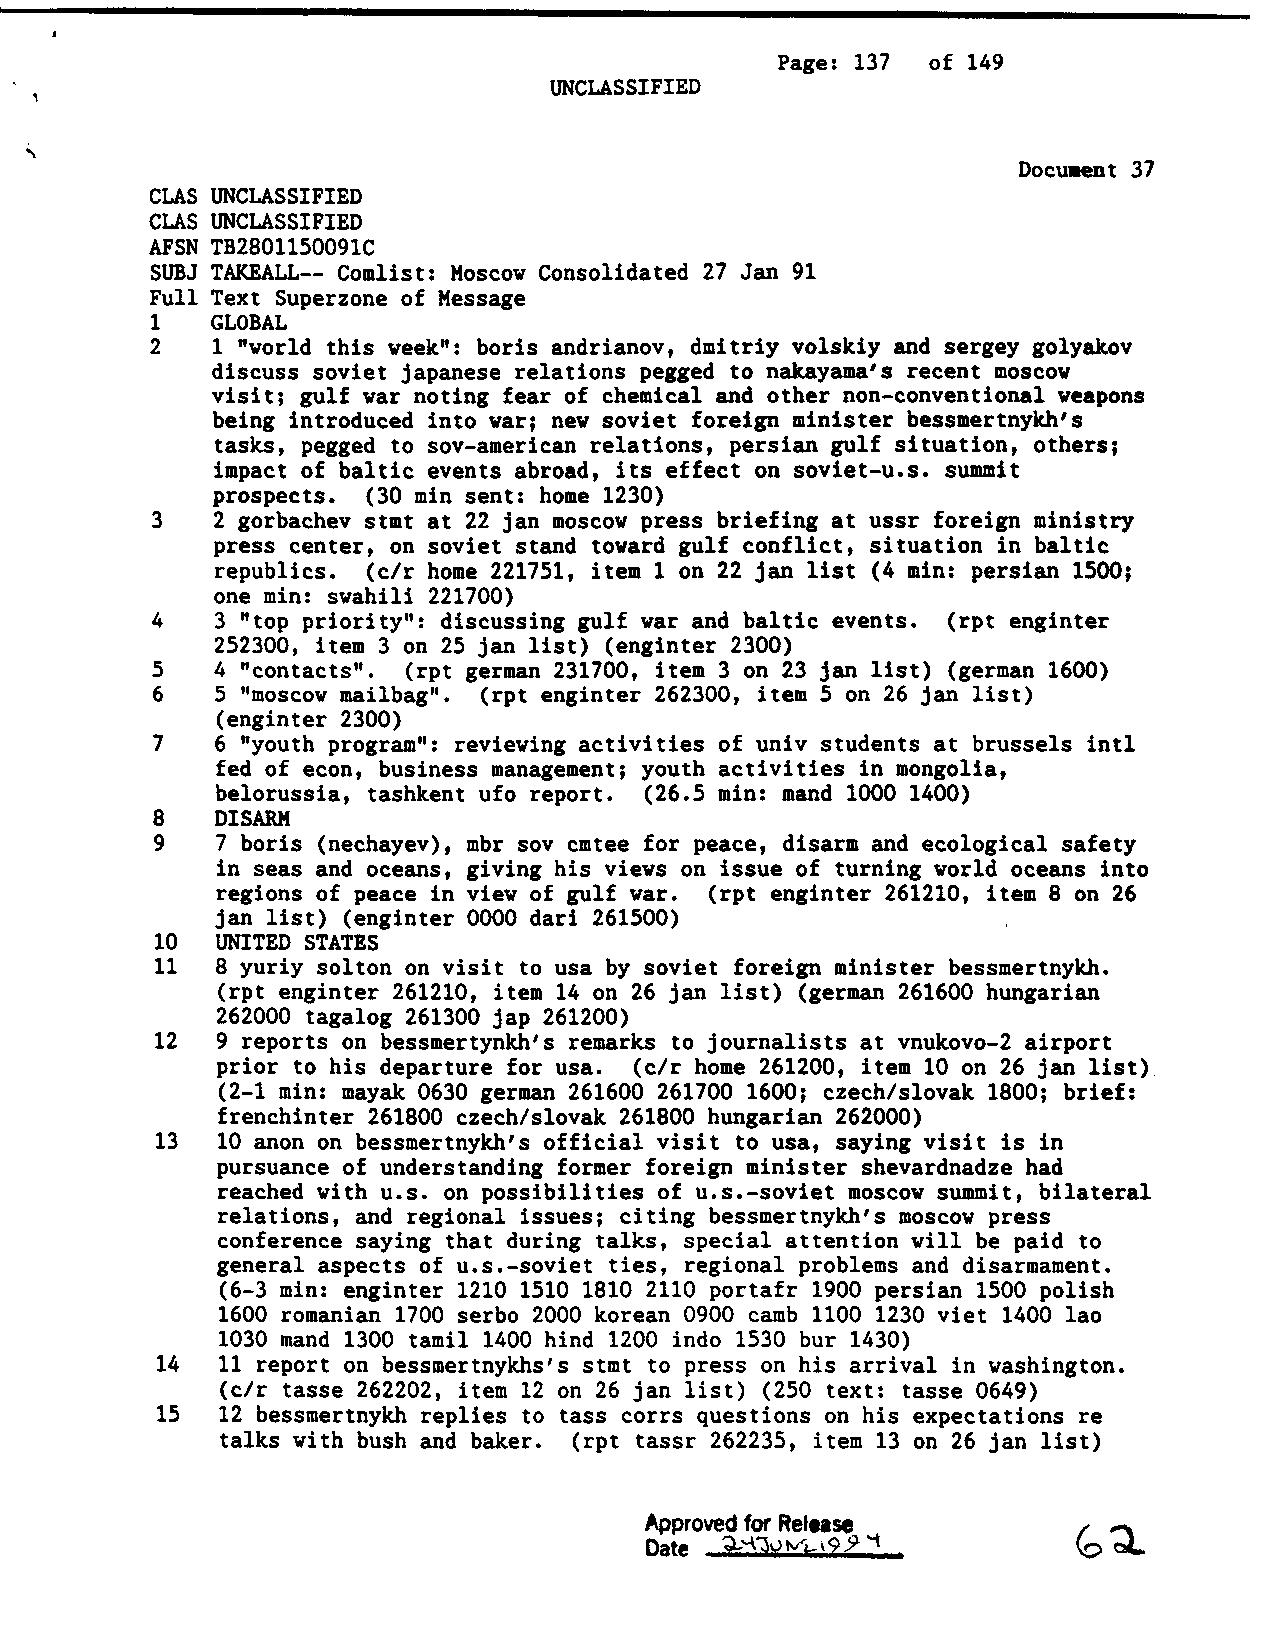 Page: 137 of 149
UNCLASSIFIED
Document 37
CLAS UNCLASSIFIED
CLAS UNCLASSIFIED
AFSN TB2801150091C
SUBJ TAKEALL-- Comlist: Moscow Consolidated 27 Jan 91
Full Text Superzone of Message
1 GLOBAL
2 1 "world this week": boris andrianov, dmitriy volskiy and sergey golyakov
discuss soviet japanese relations pegged to nakayama's recent moscow
visit; gulf war noting fear of chemical and other non-conventional weapons
being introduced into war; new soviet foreign minister bessmertnykh's
tasks, pegged to sov-american relations, persian gulf situation, others;
impact of baltic events abroad, its effect on soviet-u.s. summit
prospects. (30 min sent: home 1230)
3 2 gorbachev stmt at 22 jan moscow press briefing at ussr foreign ministry
press center, on soviet stand toward gulf conflict, situation in baltic
republics. (c/r home 221751, item 1 on 22 jan list (4 min: persian 1500;
one min: swahili 221700)
4 3 "top priority": discussing gulf war and baltic events. (rpt enginter
252300, item 3 on 25 jan list) (enginter 2300)
5 4 "contacts". (rpt german 231700, item 3 on 23 jan list) (german 1600)
6 5 "moscow mailbag". (rpt enginter 262300, item 5 on 26 jan list)
(enginter 2300)
7 6 "youth program": reviewing activities of univ students at brussels intl
fed of econ, business management; youth activities in mongolia,
belorussia, tashkent ufo report. (26.5 min: mand 1000 1400)
8 DISARM
9 7 boris (nechayev), mbr sov cmtee for peace, disarm and ecological safety
in seas and oceans, giving his views on issue of turning world oceans into
regions of peace in view of gulf war. (rpt enginter 261210, item 8 on 26
jan list) (enginter 0000 dari 261500)
10 UNITED STATES
11 8 yuriy solton on visit to usa by soviet foreign minister bessmertnykh.
(rpt enginter 261210, item 14 on 26 jan list) (german 261600 hungarian
262000 tagalog 261300 jap 261200)
12 9 reports on bessmertynkh's remarks to journalists at vnukovo-2 airport
prior to his departure for usa. (c/r home 261200, item 10 on 26 jan list)
(2-1 min: mayak 0630 german 261600 261700 1600; czech/slovak 1800; brief:
frenchinter 261800 czech/slovak 261800 hungarian 262000)
13 10 anon on bessmertnykh's official visit to usa, saying visit is in
pursuance of understanding former foreign minister shevardnadze had
reached with u.s. on possibilities of u.s.-soviet moscow summit, bilateral
relations, and regional issues; citing bessmertnykh's moscow press
conference saying that during talks, special attention will be paid to
general aspects of u.s.-soviet ties, regional problems and disarmament.
(6-3 min: enginter 1210 1510 1810 2110 portafr 1900 persian 1500 polish
1600 romanian 1700 serbo 2000 korean 0900 camb 1100 1230 viet 1400 lao
1030 mand 1300 tamil 1400 hind 1200 indo 1530 bur 1430)
14 11 report on bessmertnykhs's stmt to press on his arrival in washington.
(c/r tasse 262202, item 12 on 26 jan list) (250 text: tasse 0649)
15 12 bessmertnykh replies to tass corrs questions on his expectations re
talks with bush and baker. (rpt tassr 262235, item 13 on 26 jan list)
Approved for Release
Date 24 JUNE 1994
62